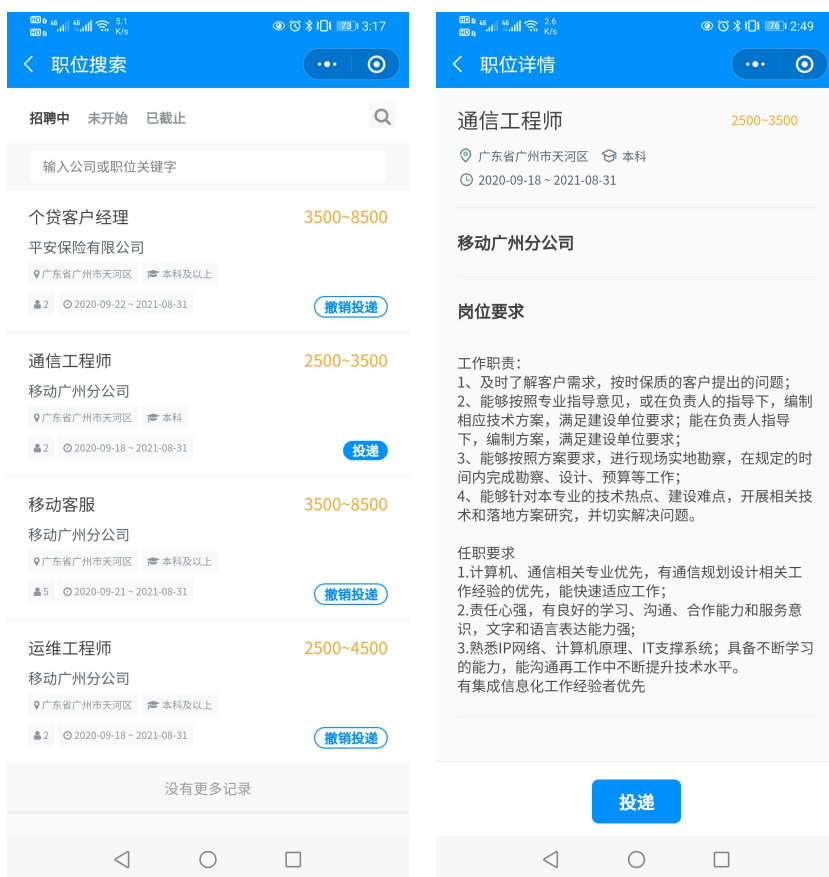 HD B 46 46 5.1 K/s 73 3:17
HD B
职位搜索
招聘中 未开始 已截止
输入公司或职位关键字
个贷客户经理 3500~8500
平安保险有限公司
广东省广州市天河区 本科及以上
2 2020-09-22 ~ 2021-08-31 撤销投递
通信工程师 2500~3500
移动广州分公司
广东省广州市天河区 本科
2 2020-09-18 ~ 2021-08-31 投递
移动客服 3500~8500
移动广州分公司
广东省广州市天河区 本科及以上
5 2020-09-21 ~ 2021-08-31 撤销投递
运维工程师 2500~4500
移动广州分公司
广东省广州市天河区 本科及以上
2 2020-09-18 ~ 2021-08-31 撤销投递
没有更多记录
HD B 46 46 2.6 K/s 76 2:49
HD B
职位详情
通信工程师 2500~3500
广东省广州市天河区 本科
2020-09-18 ~ 2021-08-31
移动广州分公司
岗位要求
工作职责：
1、及时了解客户需求，按时保质的客户提出的问题；
2、能够按照专业指导意见，或在负责人的指导下，编制
相应技术方案，满足建设单位要求；能在负责人指导
下，编制方案，满足建设单位要求；
3、能够按照方案要求，进行现场实地勘察，在规定的时
间内完成勘察、设计、预算等工作；
4、能够针对本专业的技术热点、建设难点，开展相关技
术和落地方案研究，并切实解决问题。
任职要求
1.计算机、通信相关专业优先，有通信规划设计相关工
作经验的优先，能快速适应工作；
2.责任心强，有良好的学习、沟通、合作能力和服务意
识，文字和语言表达能力强;
3.熟悉IP网络、计算机原理、IT支撑系统；具备不断学习
的能力，能沟通再工作中不断提升技术水平。
有集成信息化工作经验者优先
投递